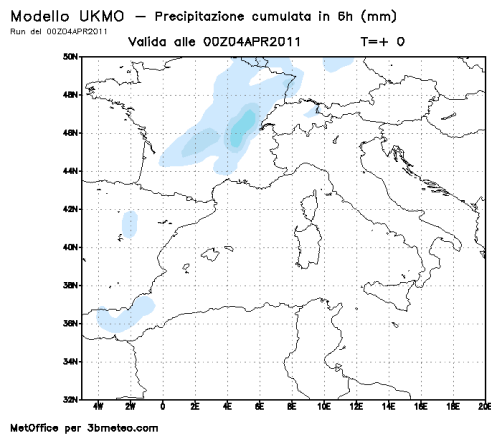 Modello UKMO – Precipitazione cumulata in 6h (mm)
Run del 00Z04APR2011
Valida alle 00Z04APR2011 T=+ 0
50N
48N
46N
44N
42N
40N
38N
36N
34N
32N
4W 2W 0 2E 4E 6E 8E 10E 12E 14E 16E 18E 20E
MetOffice per 3bmeteo.com